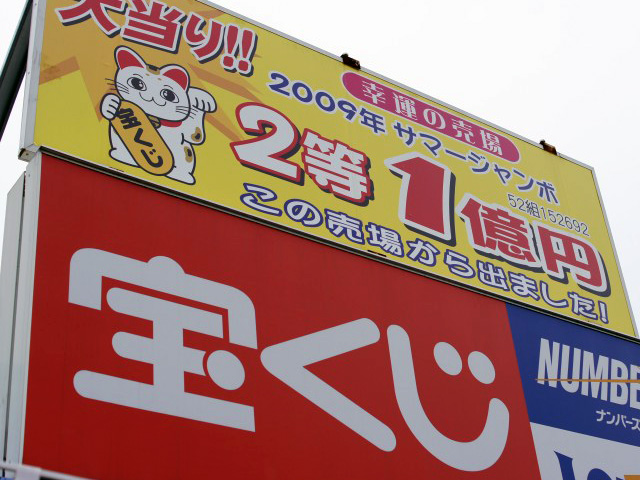 大当り!!
幸運の売場
2009年 サマージャンボ
宝くじ
2等 1億円
52組152692
この売場から出ました!
宝くじ
NUMBE
ナンバーズ